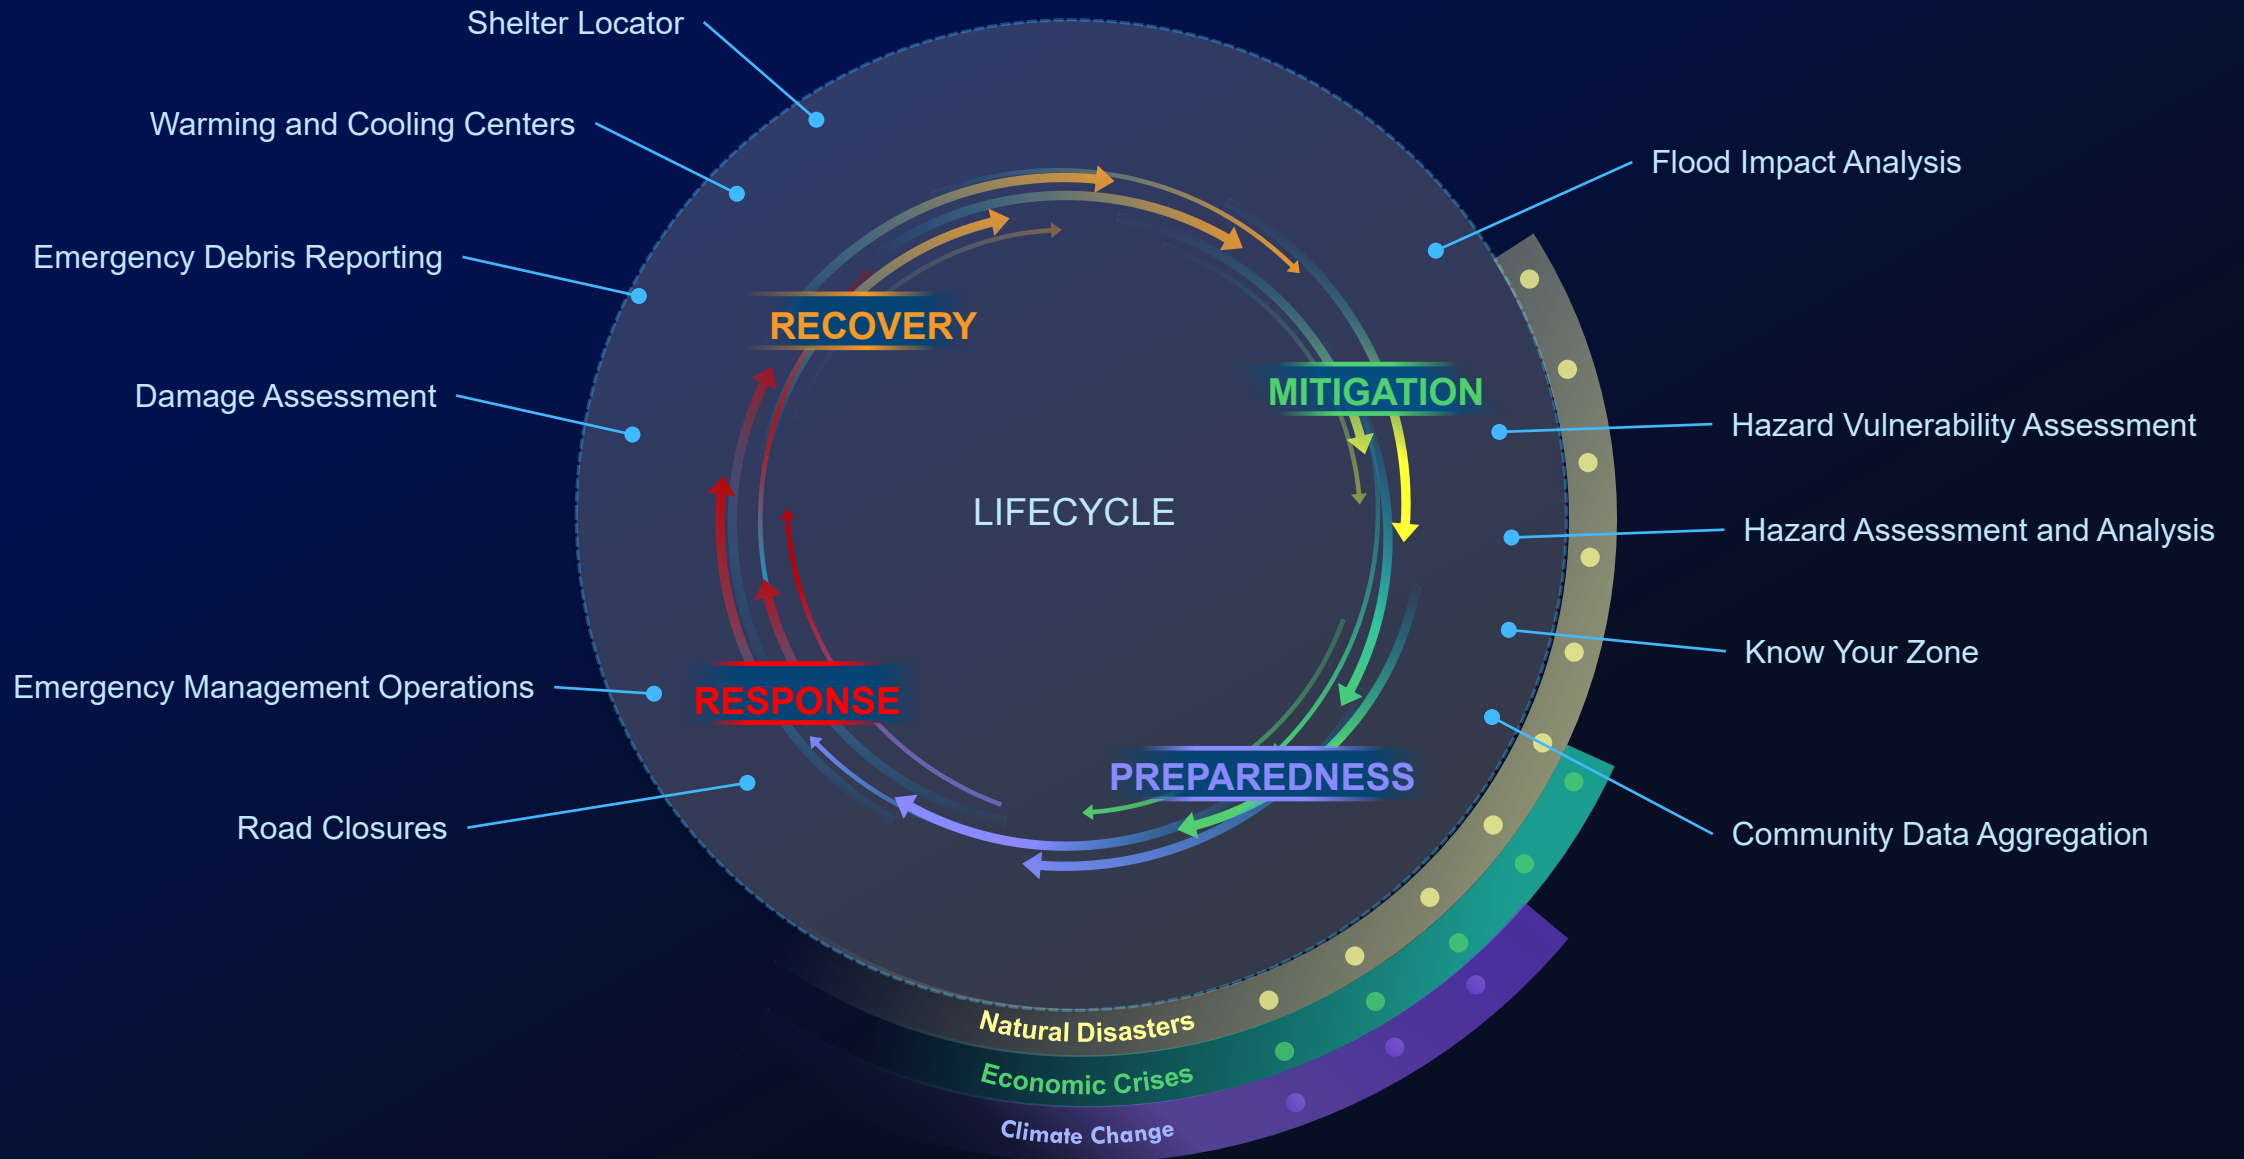 Shelter Locator
Warming and Cooling Centers
Emergency Debris Reporting
Damage Assessment
Emergency Management Operations
Road Closures
RECOVERY
MITIGATION
LIFECYCLE
RESPONSE
PREPAREDNESS
Flood Impact Analysis
Hazard Vulnerability Assessment
Hazard Assessment and Analysis
Know Your Zone
Community Data Aggregation
Natural Disasters
Economic Crises
Climate Change